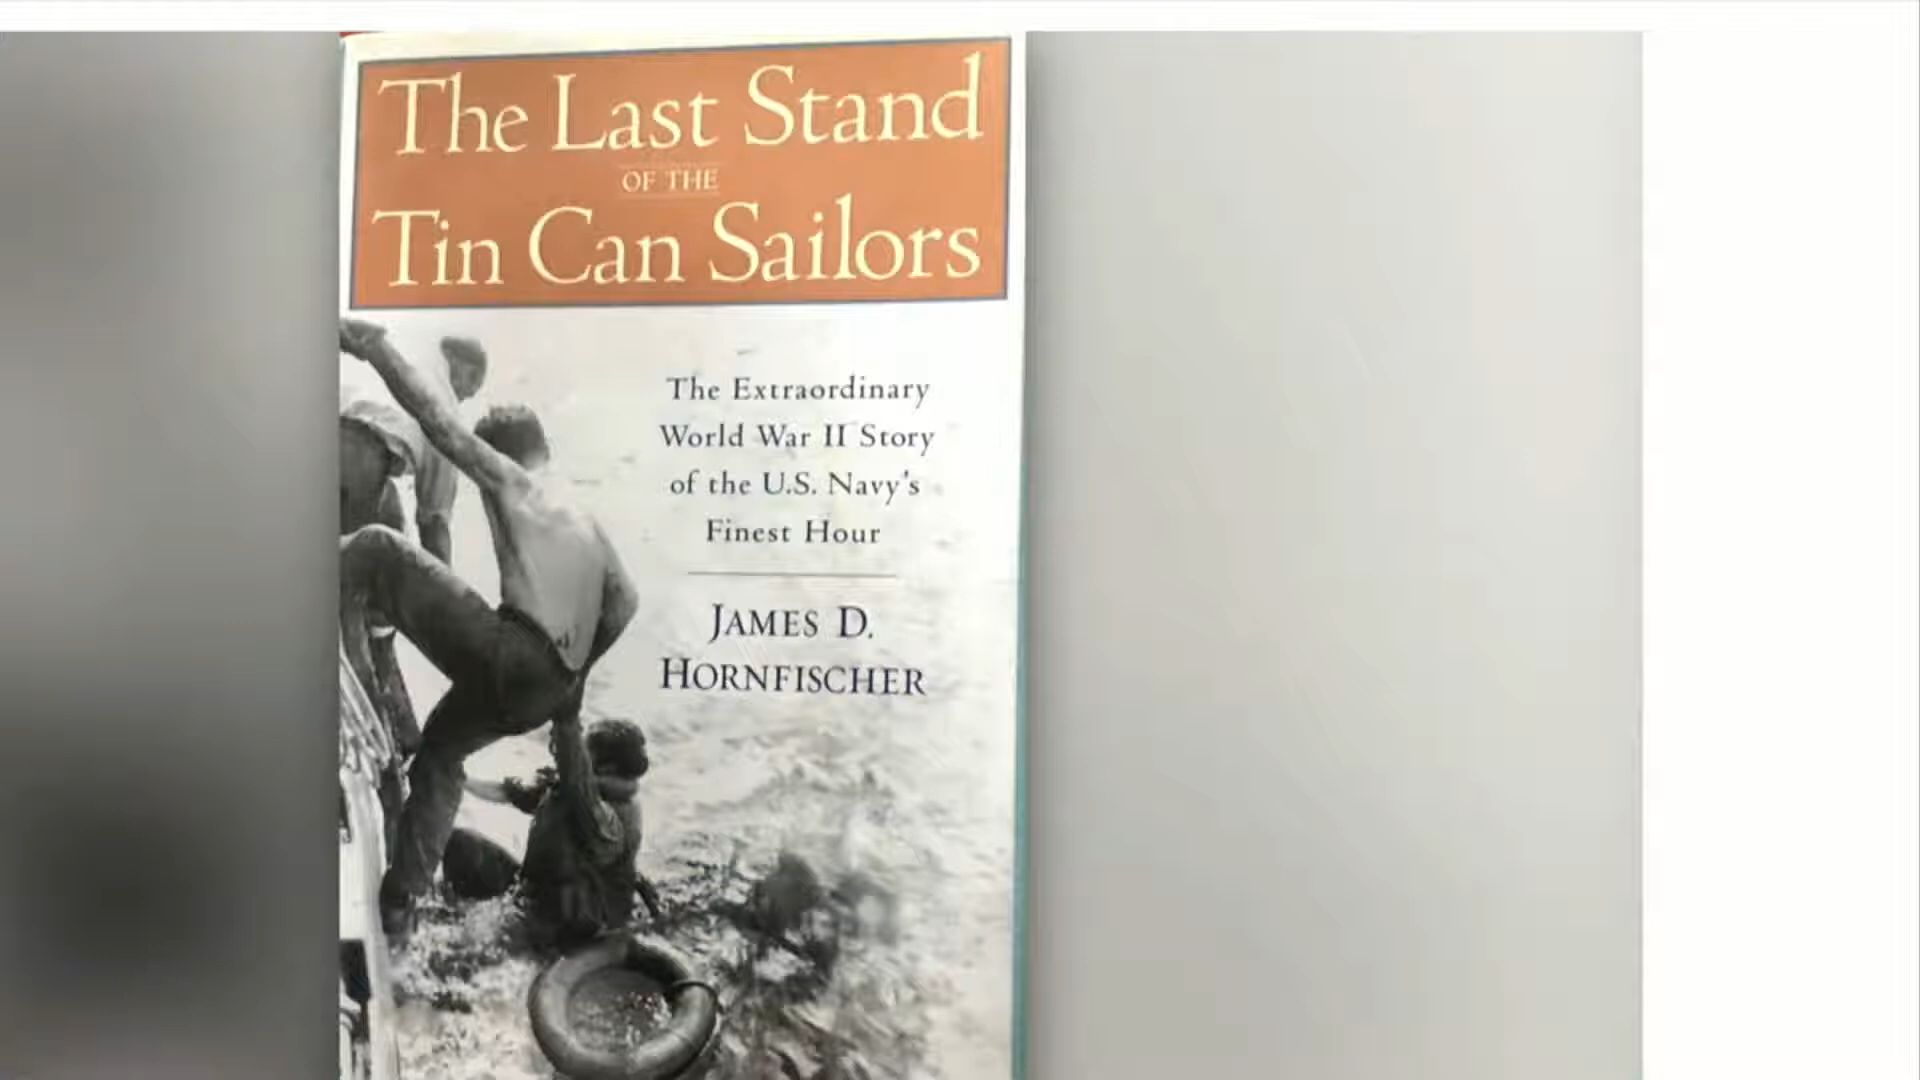 The Last Stand
OF THE
Tin Can Sailors
The Extraordinary
World War II Story
of the U.S. Navy's
Finest Hour
JAMES D.
HORNFISCHER